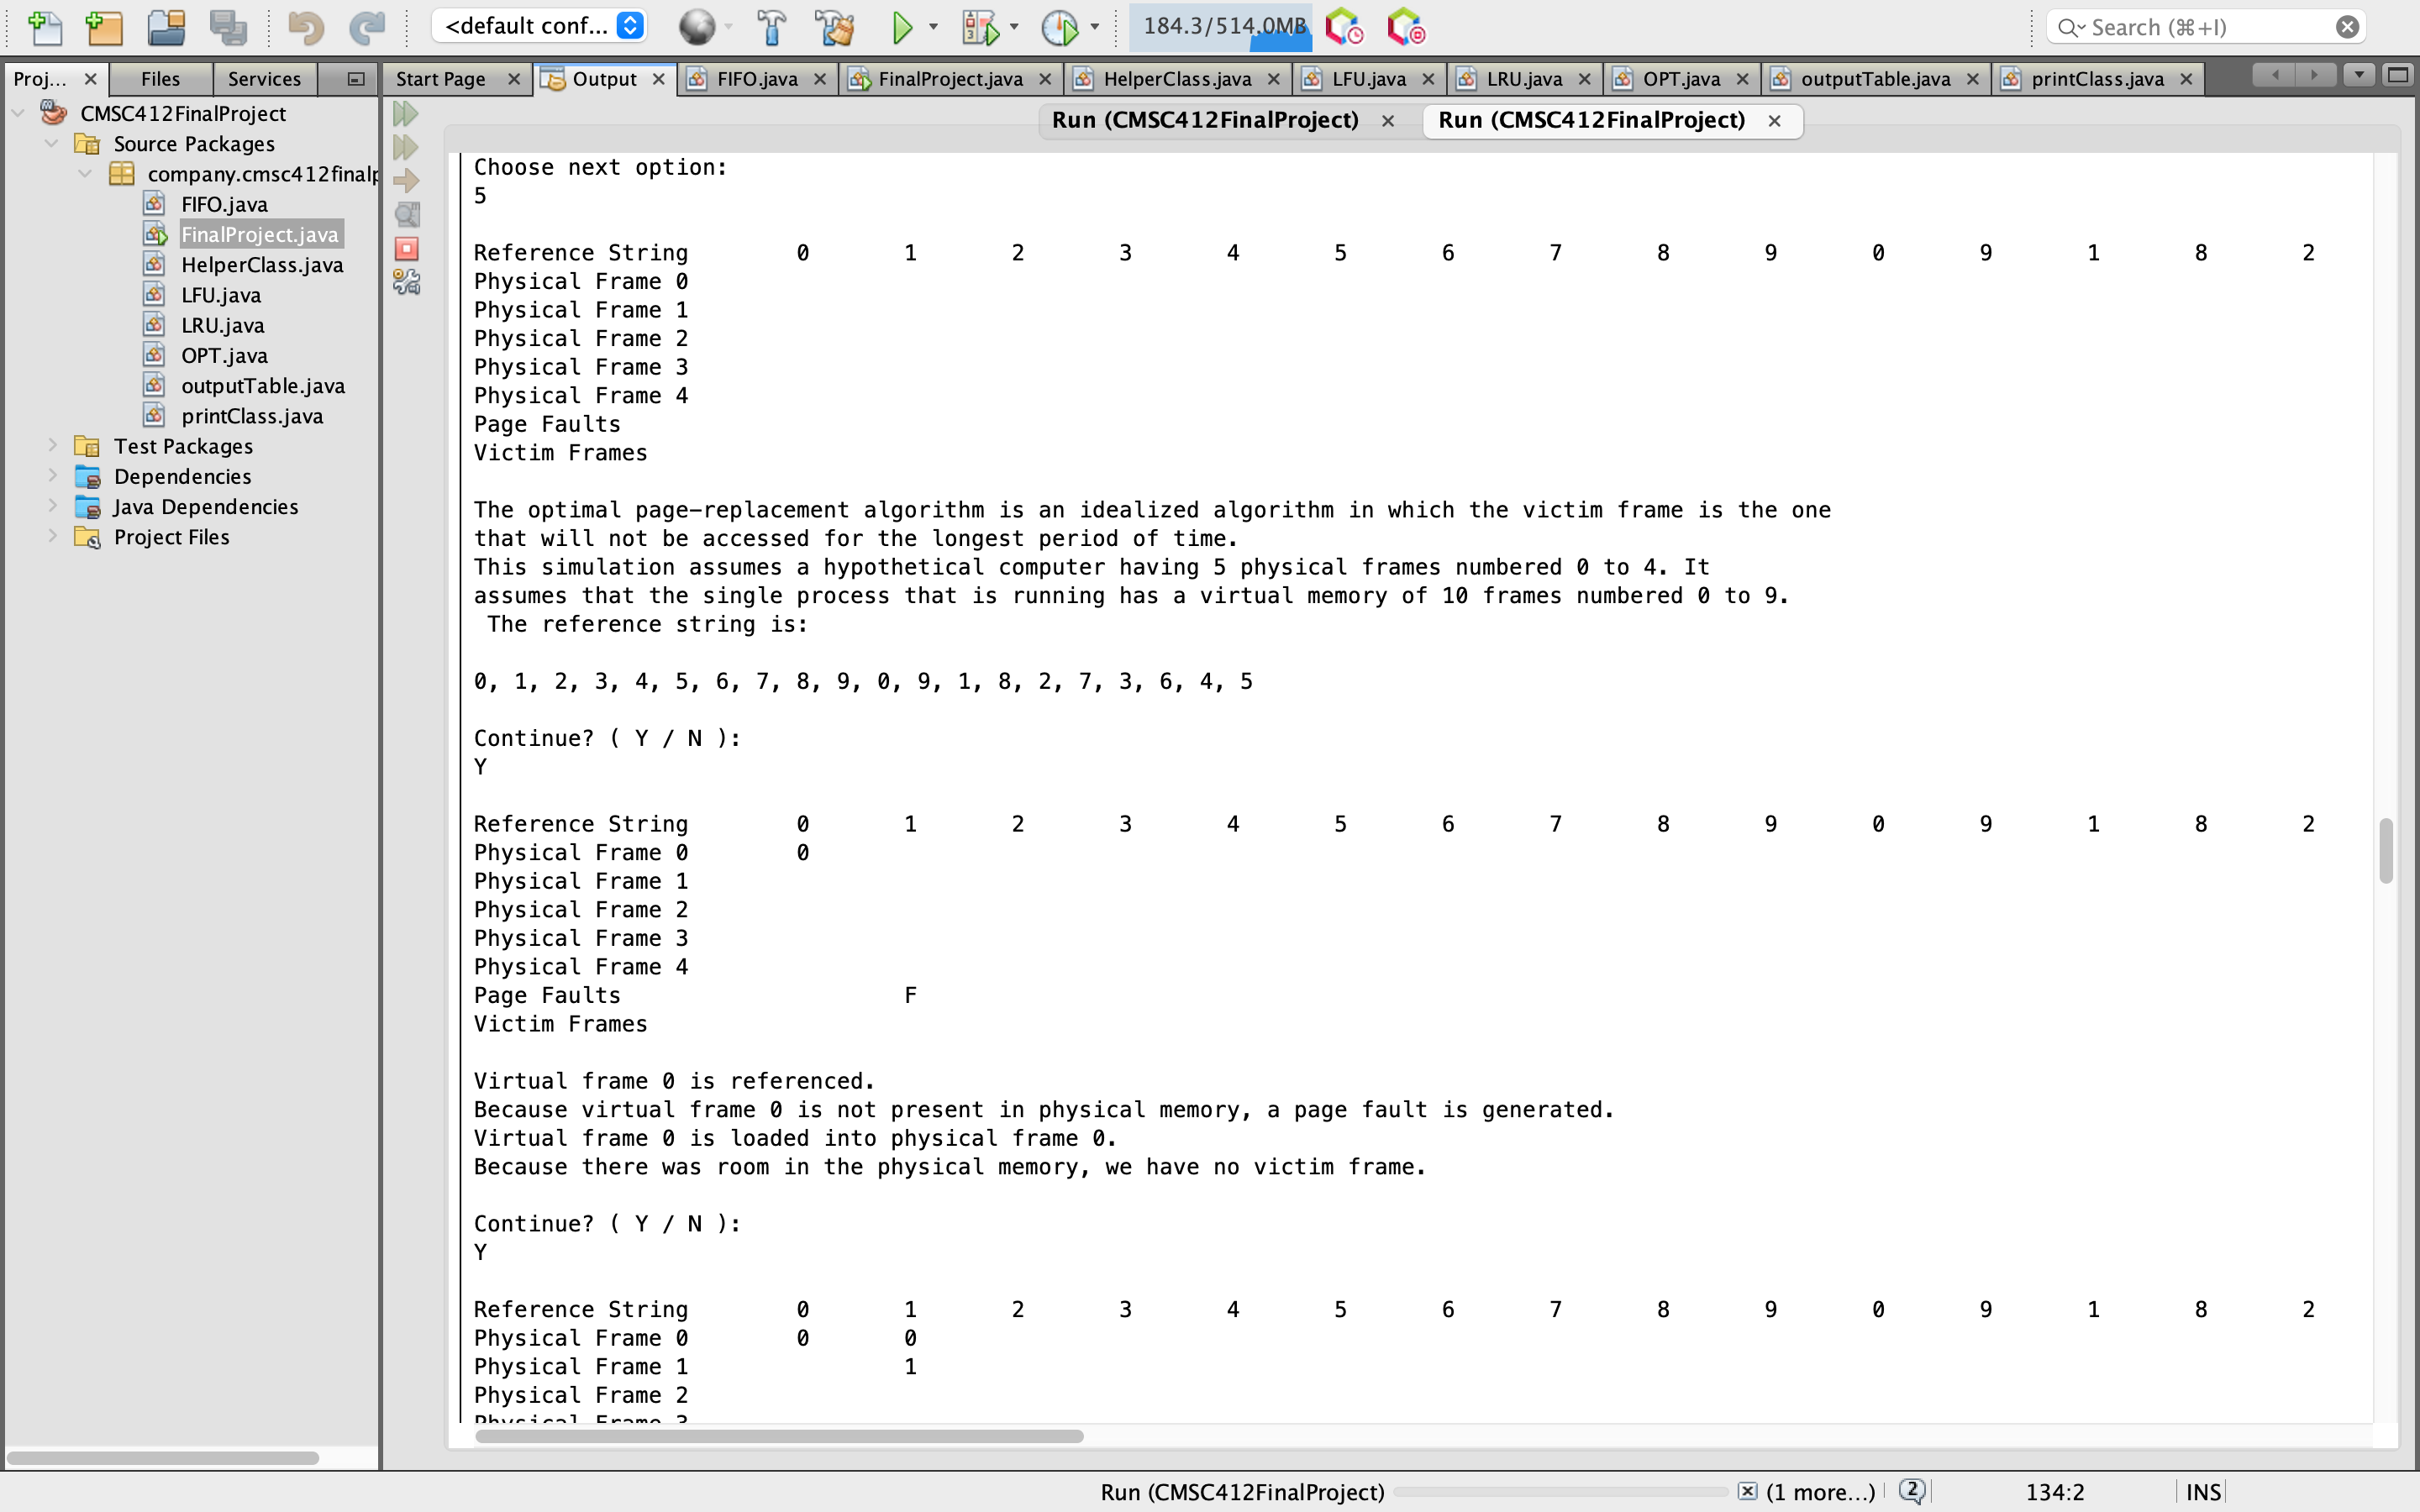 <default conf...
184.3/514.0MB
Search (⌘+I)
Proj...
Files
Services
Start Page
Output
FIFO.java
FinalProject.java
HelperClass.java
LFU.java
LRU.java
OPT.java
outputTable.java
printClass.java
CMSC412FinalProject
Source Packages
company.cmsc412finalp
FIFO.java
FinalProject.java
HelperClass.java
LFU.java
LRU.java
OPT.java
outputTable.java
printClass.java
Test Packages
Dependencies
Java Dependencies
Project Files
Run (CMSC412FinalProject)
Run (CMSC412FinalProject)
Choose next option:
5
Reference String 0 1 2 3 4 5 6 7 8 9 0 9 1 8 2
Physical Frame 0
Physical Frame 1
Physical Frame 2
Physical Frame 3
Physical Frame 4
Page Faults
Victim Frames
The optimal page-replacement algorithm is an idealized algorithm in which the victim frame is the one
that will not be accessed for the longest period of time.
This simulation assumes a hypothetical computer having 5 physical frames numbered 0 to 4. It
assumes that the single process that is running has a virtual memory of 10 frames numbered 0 to 9.
The reference string is:
0, 1, 2, 3, 4, 5, 6, 7, 8, 9, 0, 9, 1, 8, 2, 7, 3, 6, 4, 5
Continue? ( Y / N ):
Y
Reference String 0 1 2 3 4 5 6 7 8 9 0 9 1 8 2
Physical Frame 0 0
Physical Frame 1
Physical Frame 2
Physical Frame 3
Physical Frame 4
Page Faults F
Victim Frames
Virtual frame 0 is referenced.
Because virtual frame 0 is not present in physical memory, a page fault is generated.
Virtual frame 0 is loaded into physical frame 0.
Because there was room in the physical memory, we have no victim frame.
Continue? ( Y / N ):
Y
Reference String 0 1 2 3 4 5 6 7 8 9 0 9 1 8 2
Physical Frame 0 0 0
Physical Frame 1 1
Physical Frame 2
Physical Frame 3
Run (CMSC412FinalProject)
(1 more...)
2
134:2
INS